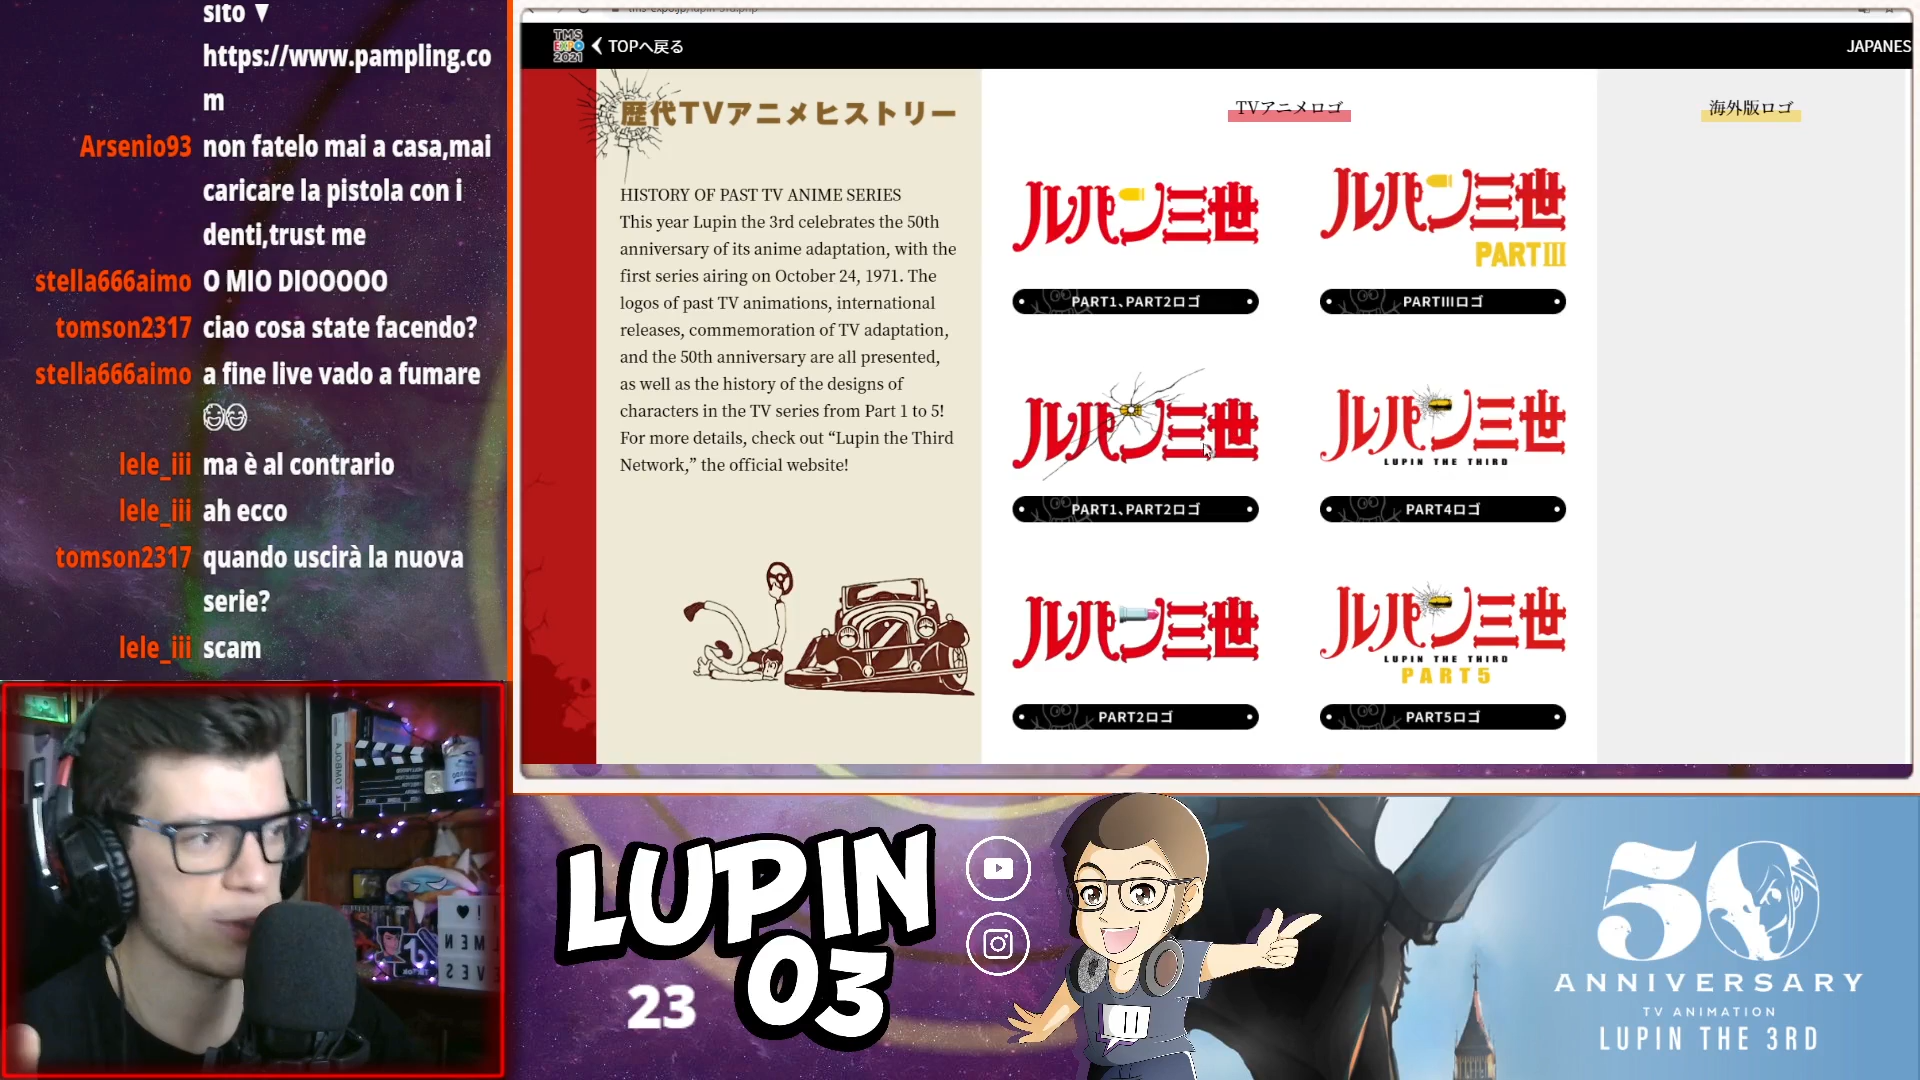 sito ▼
https://www.pampling.co
m
Arsenio93 non fatelo mai a casa,mai
caricare la pistola con i
denti,trust me
stella666aimo O MIO DIOOOOO
tomson2317 ciao cosa state facendo?
stella666aimo a fine live vado a fumare
😅😅
lele_iii ma è al contrario
lele_iii ah ecco
tomson2317 quando uscirà la nuova
serie?
lele_iii scam
TMS
EXPO
2021
TOPへ戻る
JAPANES
歴代TVアニメヒストリー
HISTORY OF PAST TV ANIME SERIES
This year Lupin the 3rd celebrates the 50th
anniversary of its anime adaptation, with the
first series airing on October 24, 1971. The
logos of past TV animations, international
releases, commemoration of TV adaptation,
and the 50th anniversary are all presented,
as well as the history of the designs of
characters in the TV series from Part 1 to 5!
For more details, check out “Lupin the Third
Network,” the official website!
TVアニメロゴ
ルパン三世
PART1、PART2ロゴ
ルパン三世
PARTIII
PARTIIIロゴ
ルパン三世
PART1、PART2ロゴ
ルパン三世
LUPIN THE THIRD
PART4ロゴ
ルパン三世
PART2ロゴ
ルパン三世
LUPIN THE THIRD
PART5
PART5ロゴ
海外版ロゴ
LUPIN
03
23
50
ANNIVERSARY
TV ANIMATION
LUPIN THE 3RD